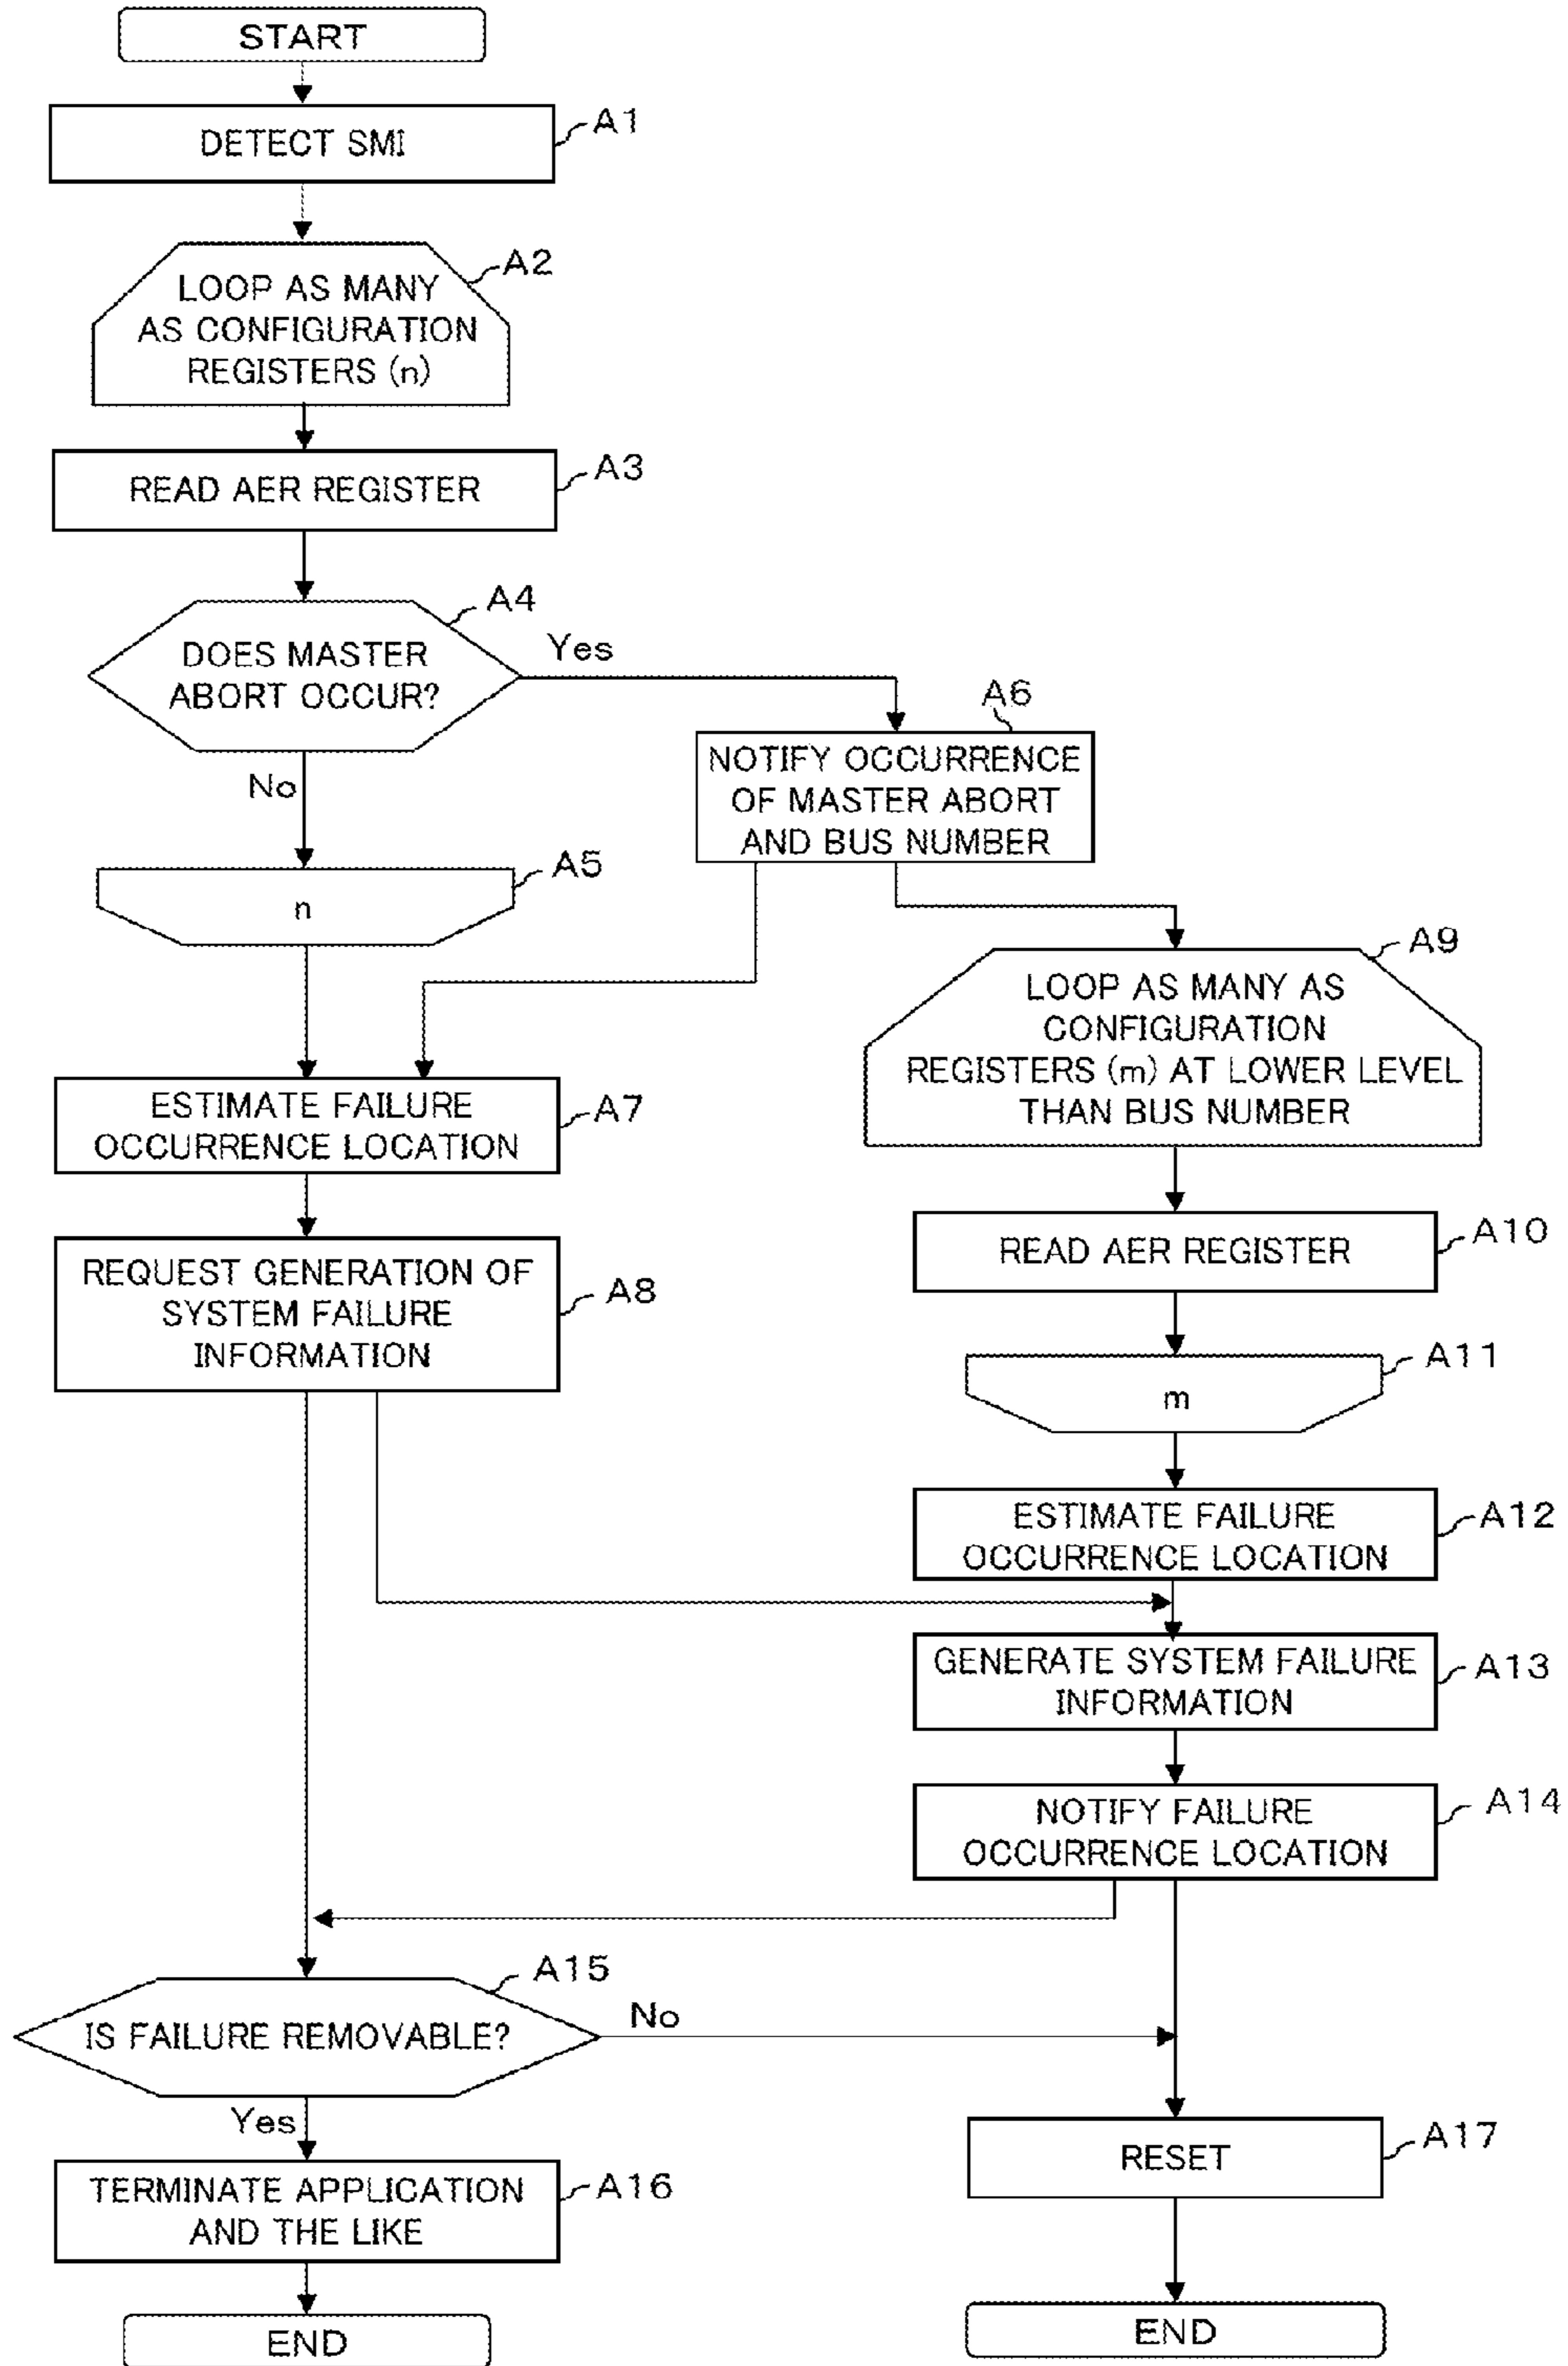 START
DETECT SMI
A1
LOOP AS MANY
AS CONFIGURATION
REGISTERS (n)
A2
READ AER REGISTER
A3
DOES MASTER
ABORT OCCUR?
A4
Yes
No
A6
NOTIFY OCCURRENCE
OF MASTER ABORT
AND BUS NUMBER
n
A5
A9
LOOP AS MANY AS
CONFIGURATION
REGISTERS (m) AT LOWER LEVEL
THAN BUS NUMBER
ESTIMATE FAILURE
OCCURRENCE LOCATION
A7
READ AER REGISTER
A10
REQUEST GENERATION OF
SYSTEM FAILURE
INFORMATION
A8
m
A11
ESTIMATE FAILURE
OCCURRENCE LOCATION
A12
GENERATE SYSTEM FAILURE
INFORMATION
A13
NOTIFY FAILURE
OCCURRENCE LOCATION
A14
IS FAILURE REMOVABLE?
A15
No
Yes
TERMINATE APPLICATION
AND THE LIKE
A16
RESET
A17
END
END